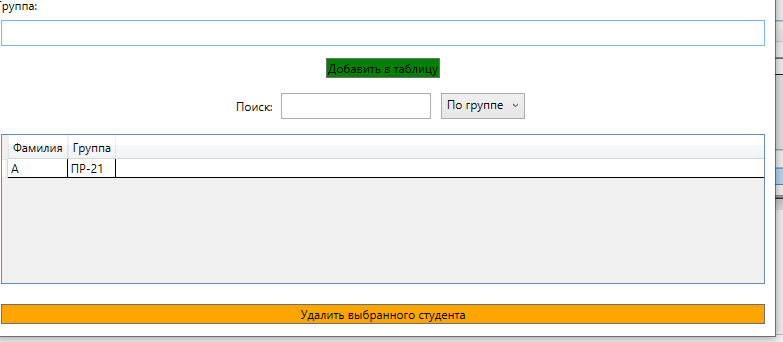 Группа:
Добавить в таблицу
Поиск: По группе
Фамилия Группа
А ПР-21
Удалить выбранного студента